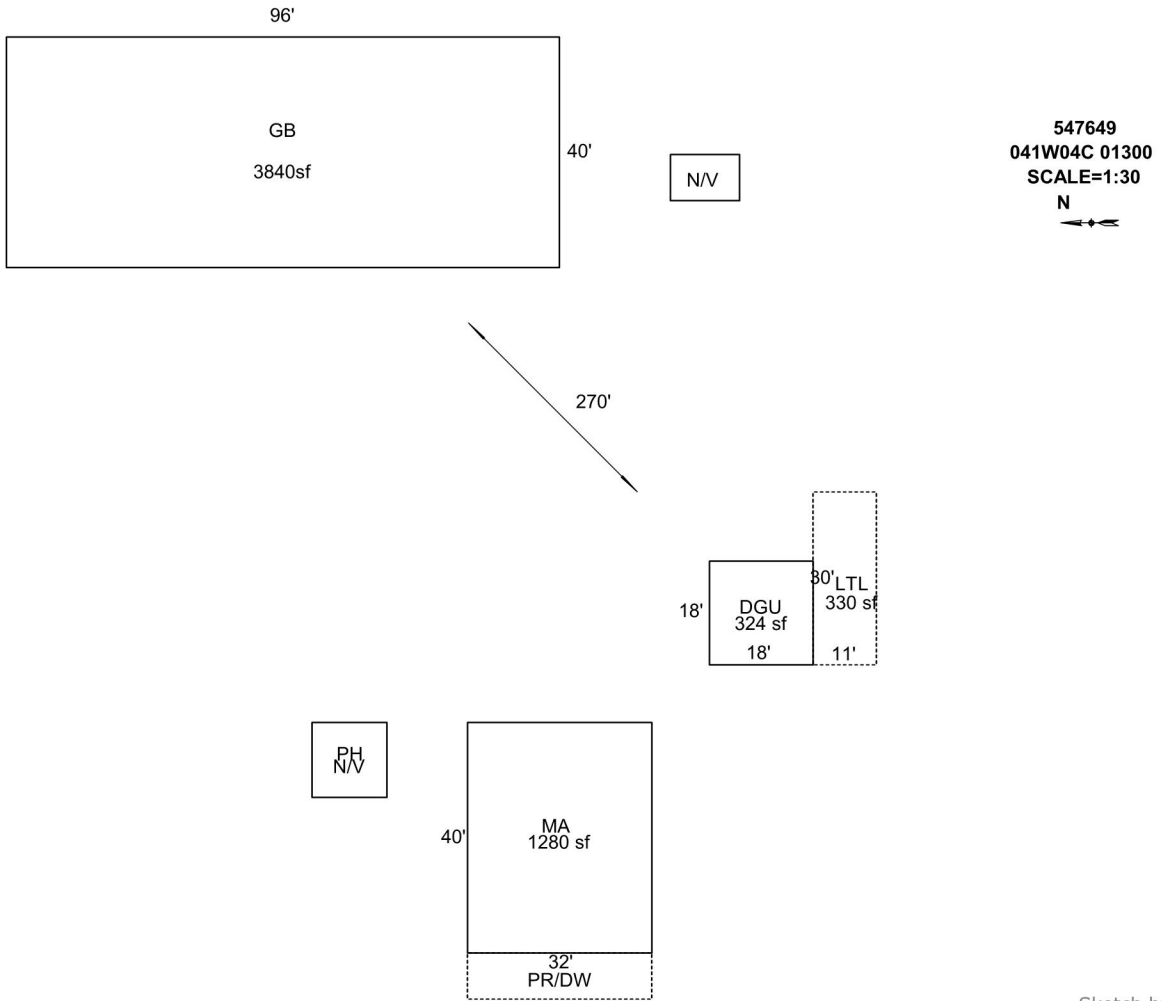 96'
GB
3840sf
40'
N/V
547649
041W04C 01300
SCALE=1:30
N
270'
18'
DGU
324 sf
18'
30'
LTL
330 sf
11'
PH
N/V
40'
MA
1280 sf
32'
PR/DW